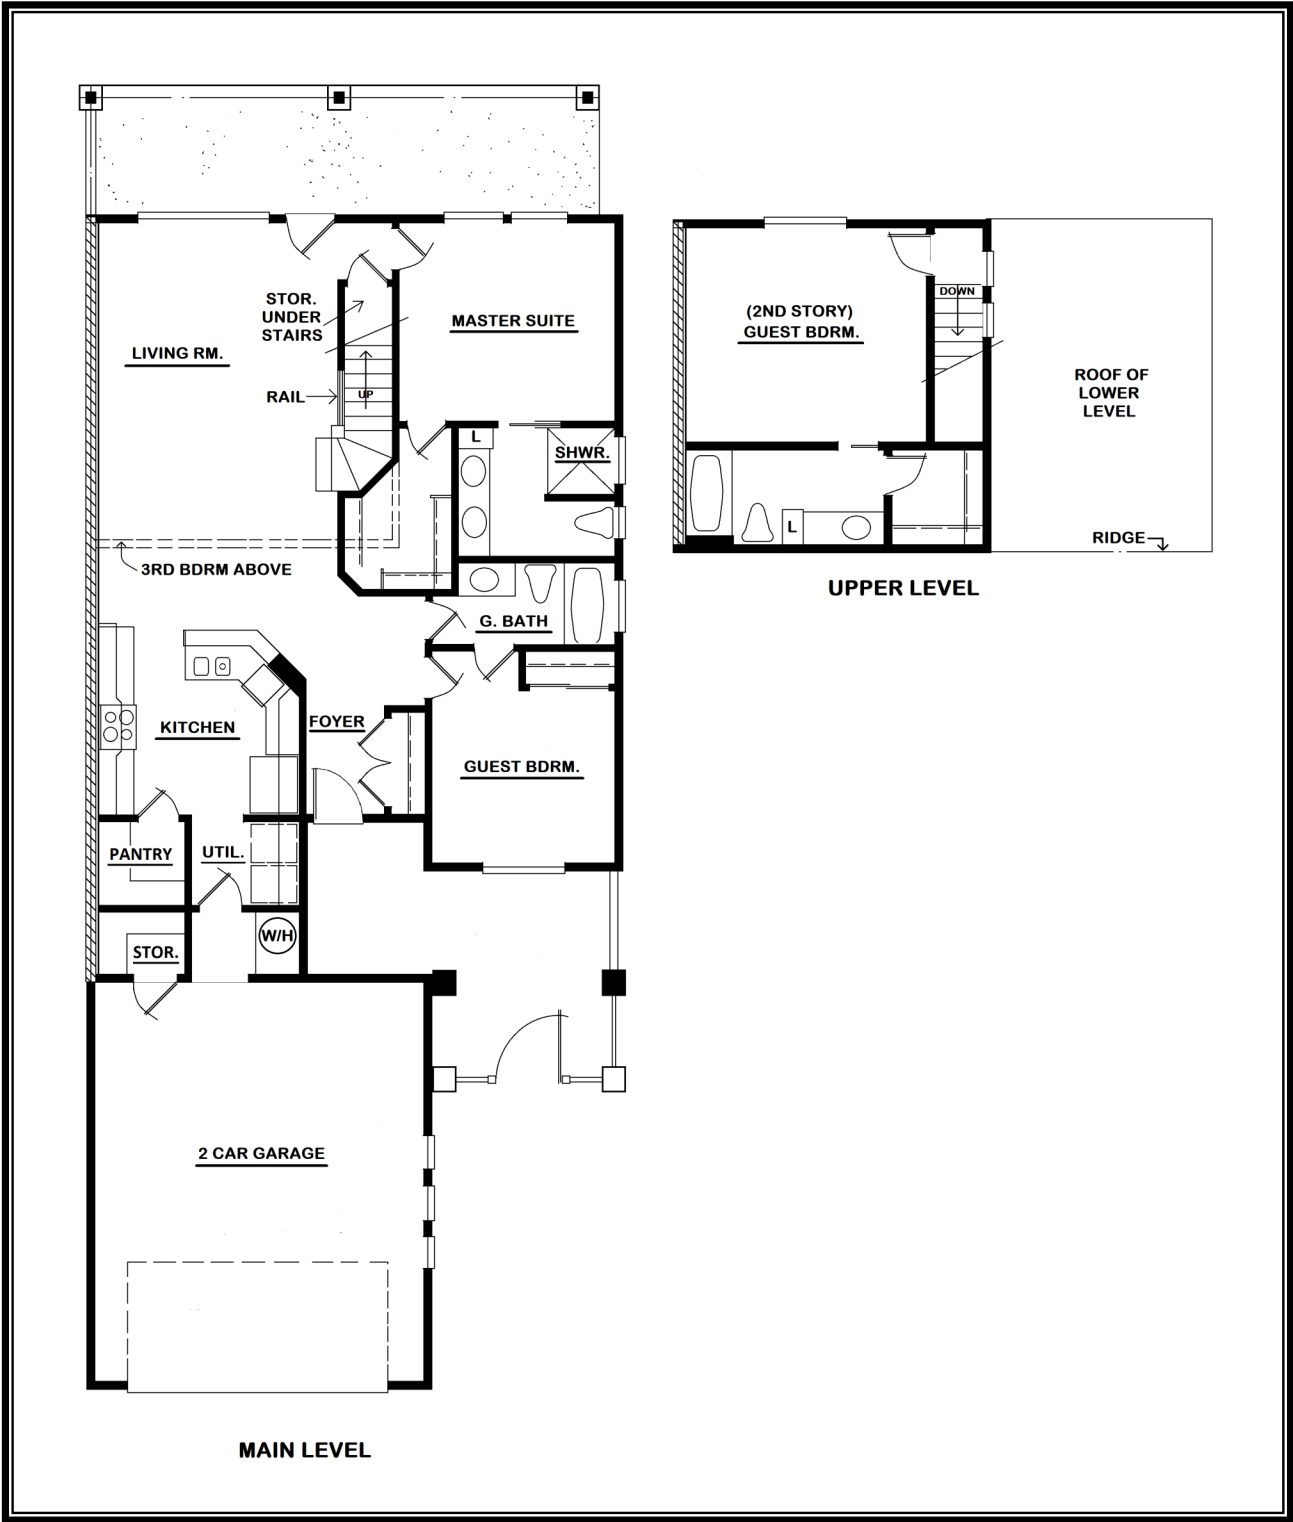 STOR.
UNDER
STAIRS
MASTER SUITE
LIVING RM.
RAIL
UP
L
SHWR.
3RD BDRM ABOVE
G. BATH
KITCHEN
FOYER
GUEST BDRM.
PANTRY
UTIL.
W/H
STOR.
2 CAR GARAGE
MAIN LEVEL
DOWN
(2ND STORY)
GUEST BDRM.
ROOF OF
LOWER
LEVEL
L
RIDGE
UPPER LEVEL